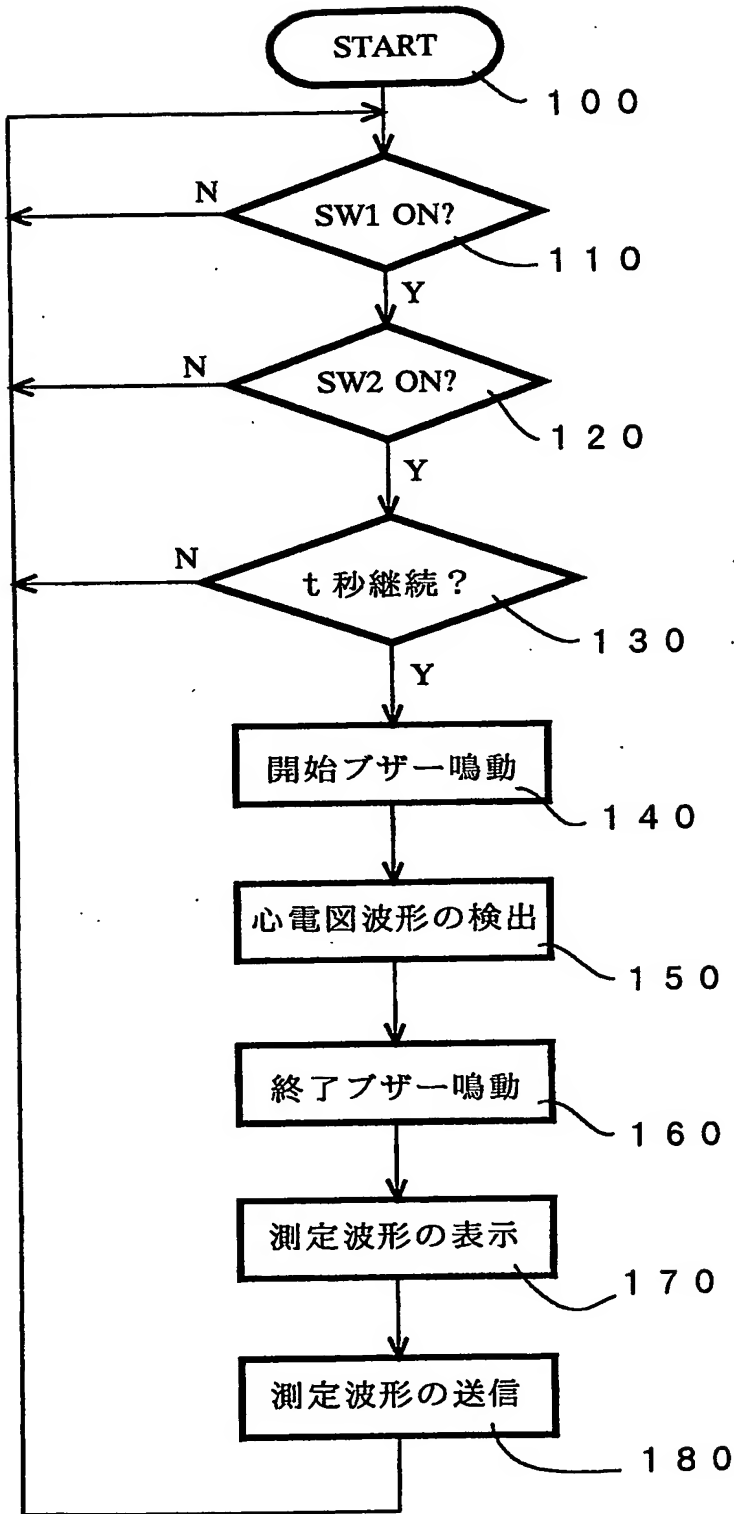 START
１００
N
SW1 ON?
１１０
Y
N
SW2 ON?
１２０
Y
N
t 秒継続？
１３０
Y
開始ブザー鳴動
１４０
心電図波形の検出
１５０
終了ブザー鳴動
１６０
測定波形の表示
１７０
測定波形の送信
１８０